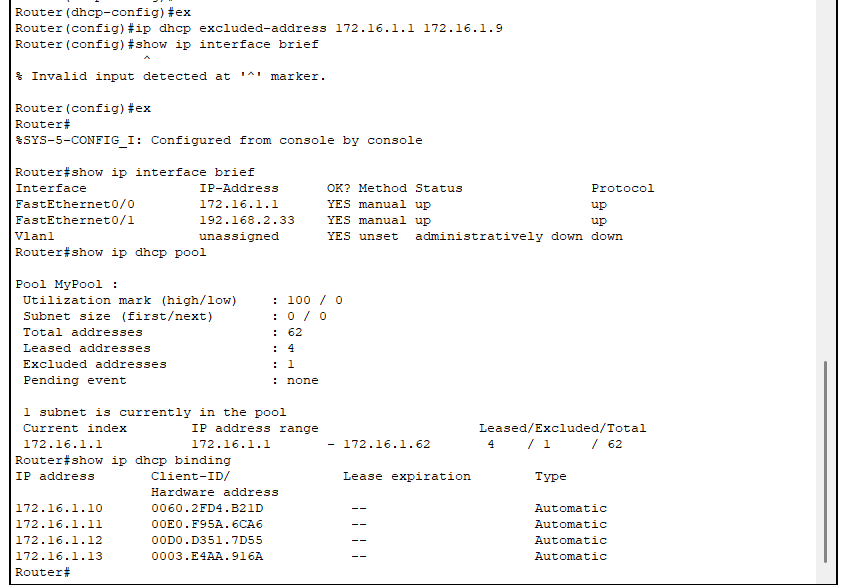 Router(dhcp-config)#ex
Router(config)#ip dhcp excluded-address 172.16.1.1 172.16.1.9
Router(config)#show ip interface brief
^
% Invalid input detected at '^' marker.
Router(config)#ex
Router#
%SYS-5-CONFIG_I: Configured from console by console
Router#show ip interface brief
Interface IP-Address OK? Method Status Protocol
FastEthernet0/0 172.16.1.1 YES manual up up
FastEthernet0/1 192.168.2.33 YES manual up up
Vlan1 unassigned YES unset administratively down down
Router#show ip dhcp pool
Pool MyPool :
Utilization mark (high/low) : 100 / 0
Subnet size (first/next) : 0 / 0
Total addresses : 62
Leased addresses : 4
Excluded addresses : 1
Pending event : none
1 subnet is currently in the pool
Current index IP address range Leased/Excluded/Total
172.16.1.1 172.16.1.1 - 172.16.1.62 4 / 1 / 62
Router#show ip dhcp binding
IP address Client-ID/ Lease expiration Type
Hardware address
172.16.1.10 0060.2FD4.B21D -- Automatic
172.16.1.11 00E0.F95A.6CA6 -- Automatic
172.16.1.12 00D0.D351.7D55 -- Automatic
172.16.1.13 0003.E4AA.916A -- Automatic
Router#